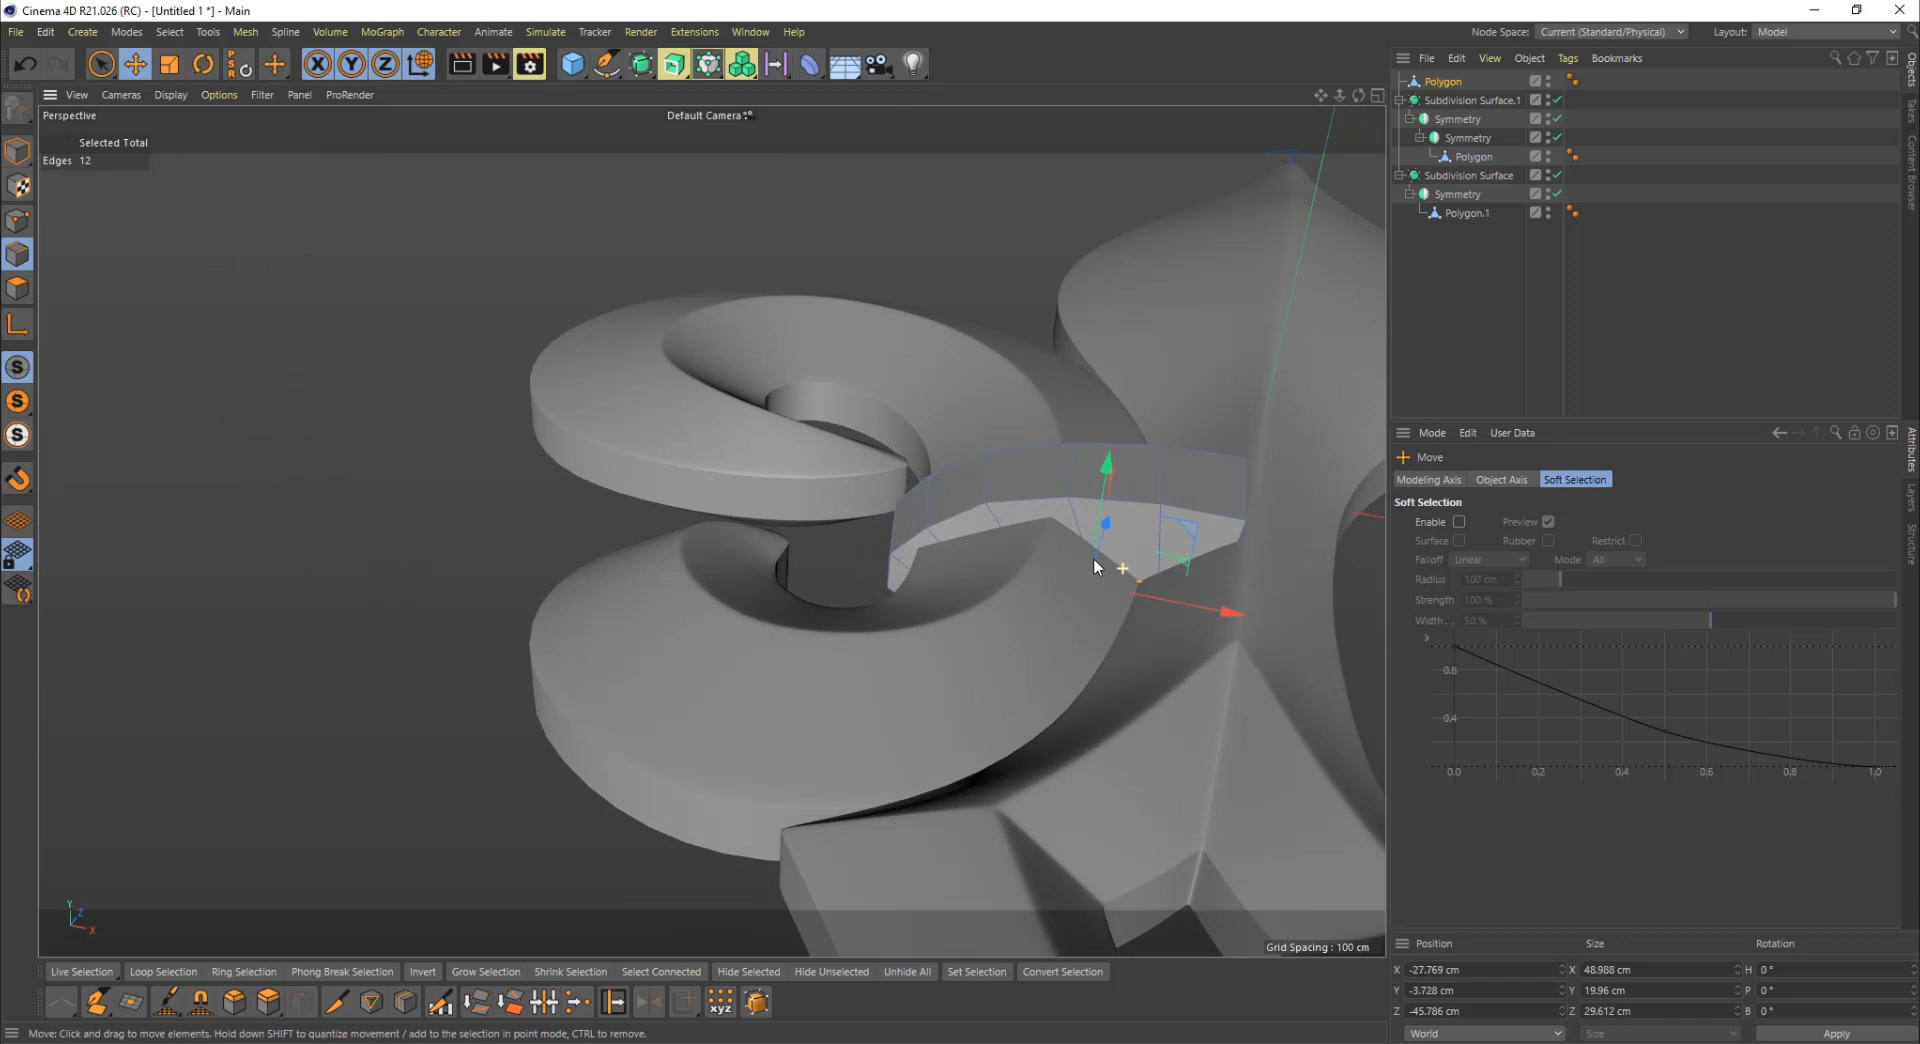 Cinema 4D R21.026 (RC) - [Untitled 1 *] - Main
File Edit Create Modes Select Tools Mesh Spline Volume MoGraph Character Animate Simulate Tracker Render Extensions Window Help
Node Space: Current (Standard/Physical) Layout: Model
PSR
X Y Z
File Edit View Object Tags Bookmarks
Polygon
Subdivision Surface.1
Symmetry
Symmetry
Polygon
Subdivision Surface
Symmetry
Polygon.1
Objects
Takes
Content Browser
View Cameras Display Options Filter Panel ProRender
Perspective
Default Camera
Selected Total
Edges 12
S
S
S
Mode Edit User Data
Move
Modeling Axis Object Axis Soft Selection
Soft Selection
Enable Preview
Surface Rubber Restrict
Falloff Linear Mode All
Radius 100 cm
Strength 100 %
Width . . 50 %
0.8
0.4
0.0 0.2 0.4 0.6 0.8 1.0
Attributes
Layers
Structure
Y
Z
X
Grid Spacing : 100 cm
Live Selection Loop Selection Ring Selection Phong Break Selection Invert Grow Selection Shrink Selection Select Connected Hide Selected Hide Unselected Unhide All Set Selection Convert Selection
xyz
Position Size Rotation
X -27.769 cm X 48.988 cm H 0 °
Y -3.728 cm Y 19.96 cm P 0 °
Z -45.786 cm Z 29.612 cm B 0 °
World Size Apply
Move: Click and drag to move elements. Hold down SHIFT to quantize movement / add to the selection in point mode, CTRL to remove.